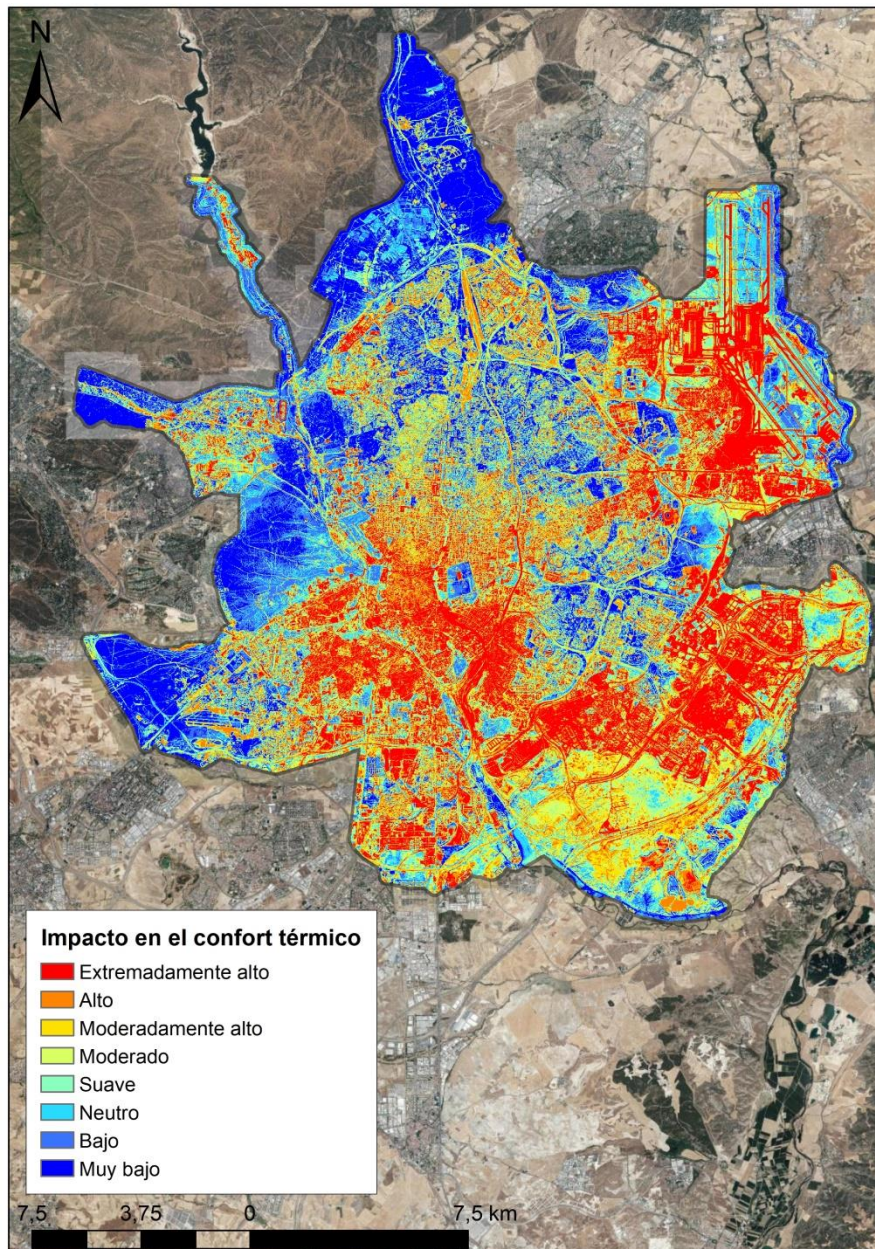 N
Impacto en el confort térmico
Extremadamente alto
Alto
Moderadamente alto
Moderado
Suave
Neutro
Bajo
Muy bajo
7,5 3,75 0 7,5 km